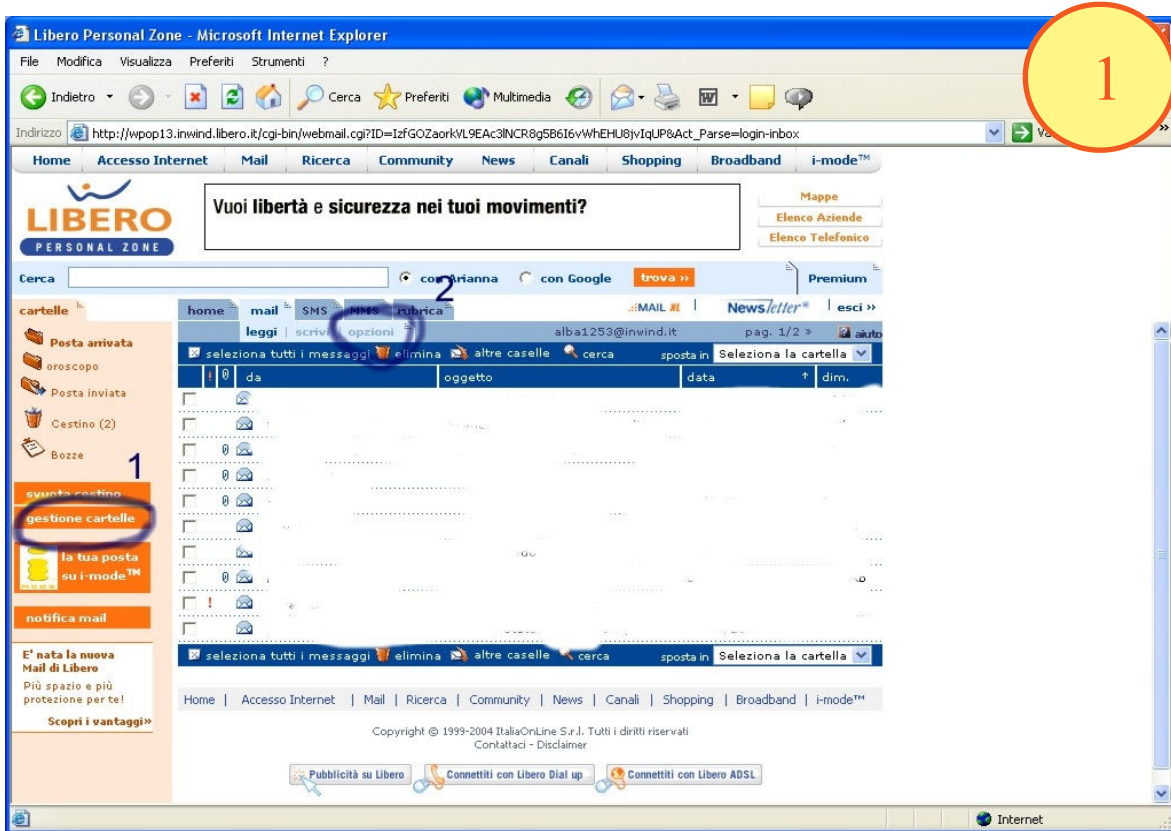 Libero Personal Zone - Microsoft Internet Explorer
1
File Modifica Visualizza Preferiti Strumenti ?
Indietro Cerca Preferiti Multimedia
Indirizzo http://wpop13.inwind.libero.it/cgi-bin/webmail.cgi?ID=IzfGOZaorkVL9EAc3lNCR8g5B6I6vWhEHU8jvIqUP8&Act_Parse=login-inbox
Home Accesso Internet Mail Ricerca Community News Canali Shopping Broadband i-mode™
LIBERO
PERSONAL ZONE
Vuoi libertà e sicurezza nei tuoi movimenti?
Mappe
Elenco Aziende
Elenco Telefonico
Cerca con Arianna con Google trova » Premium
2
cartelle
home mail SMS MMS rubrica .::MAIL XL | Newsletter | esci »
leggi | scrivi | opzioni alba1253@inwind.it pag. 1/2 » aiuto
seleziona tutti i messaggi elimina altre caselle cerca sposta in Seleziona la cartella
! da oggetto data ↑ dim.
Posta arrivata
oroscopo
Posta inviata
Cestino (2)
Bozze
1
svuota cestino
gestione cartelle
la tua posta
su i-mode™
notifica mail
!
E' nata la nuova
Mail di Libero
Più spazio e più
protezione per te!
Scopri i vantaggi»
seleziona tutti i messaggi elimina altre caselle cerca sposta in Seleziona la cartella
Home | Accesso Internet | Mail | Ricerca | Community | News | Canali | Shopping | Broadband | i-mode™
Copyright © 1999-2004 ItaliaOnLine S.r.l. Tutti i diritti riservati
Contattaci - Disclaimer
Pubblicità su Libero Connettiti con Libero Dial up Connettiti con Libero ADSL
Internet